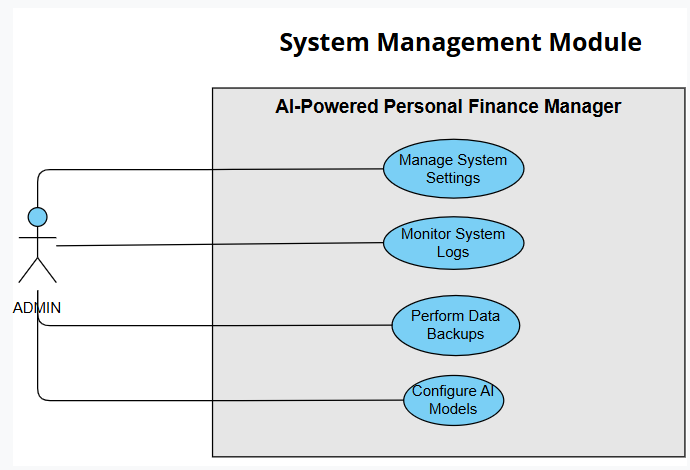 System Management Module
AI-Powered Personal Finance Manager
Manage System
Settings
Monitor System
Logs
ADMIN
Perform Data
Backups
Configure AI
Models